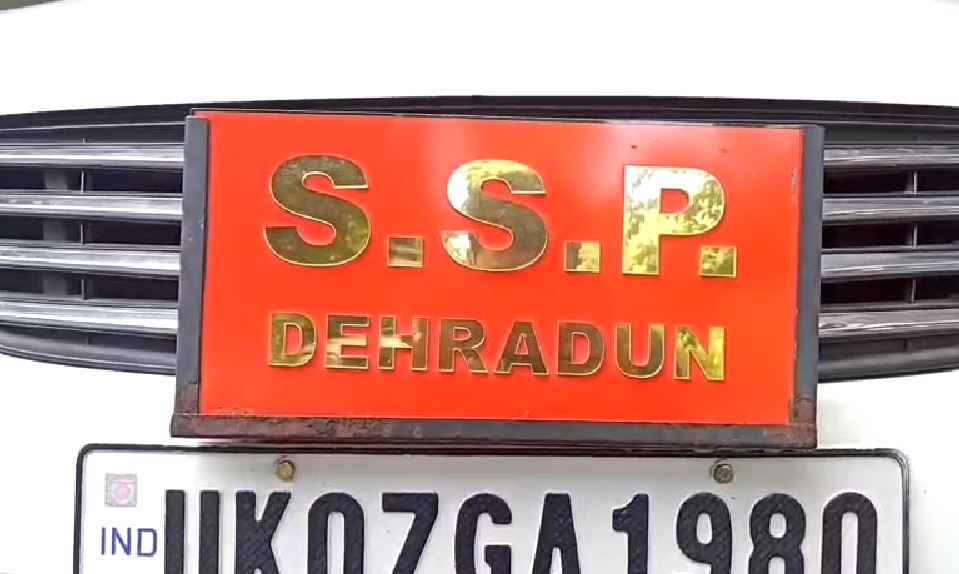 S.S.P.
DEHRADUN
IND UK07GA1980